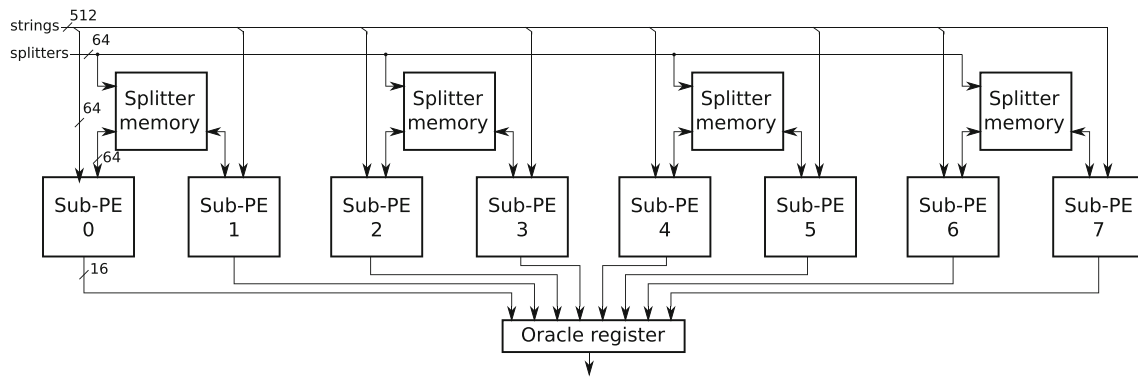 strings 512
splitters 64
Splitter
memory
Splitter
memory
Splitter
memory
Splitter
memory
64
64
Sub-PE
0
Sub-PE
1
Sub-PE
2
Sub-PE
3
Sub-PE
4
Sub-PE
5
Sub-PE
6
Sub-PE
7
16
Oracle register